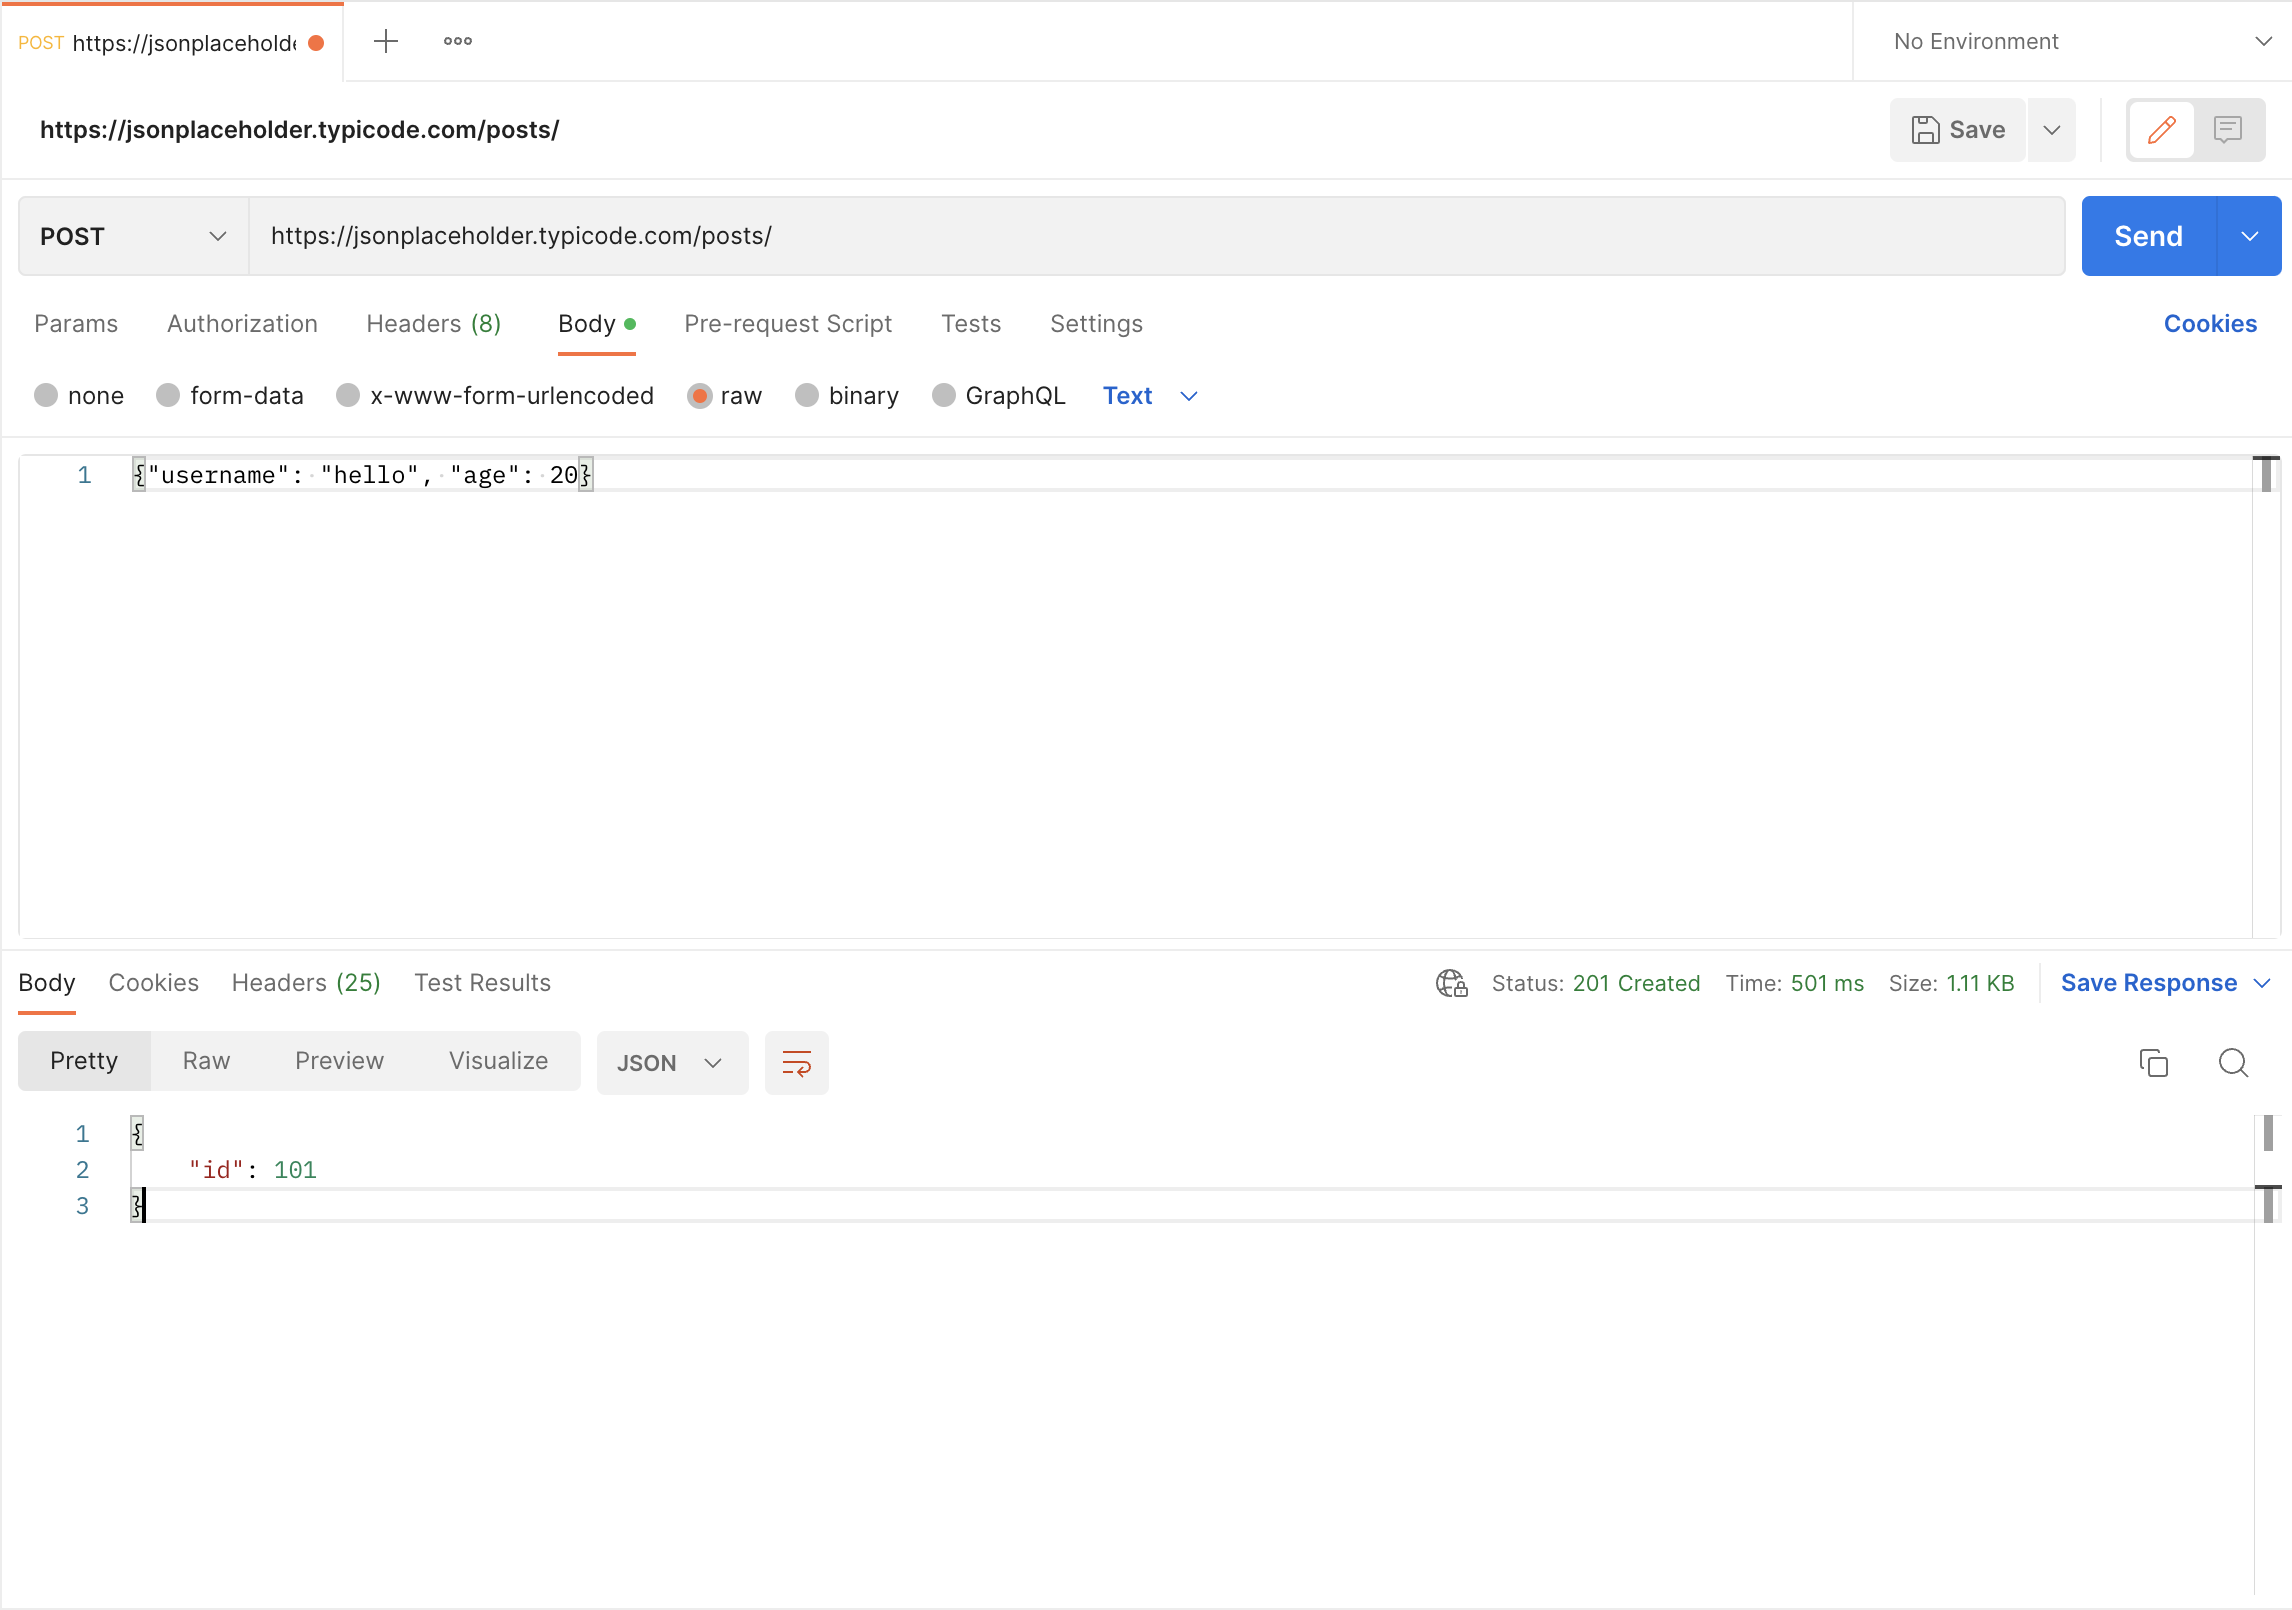 POST https://jsonplaceholde
No Environment
https://jsonplaceholder.typicode.com/posts/
Save
POST https://jsonplaceholder.typicode.com/posts/ Send
Params Authorization Headers (8) Body Pre-request Script Tests Settings Cookies
none form-data x-www-form-urlencoded raw binary GraphQL Text
1 {"username": "hello", "age": 20}
Body Cookies Headers (25) Test Results Status: 201 Created Time: 501 ms Size: 1.11 KB Save Response
Pretty Raw Preview Visualize JSON
1 {
2 "id": 101
3 }